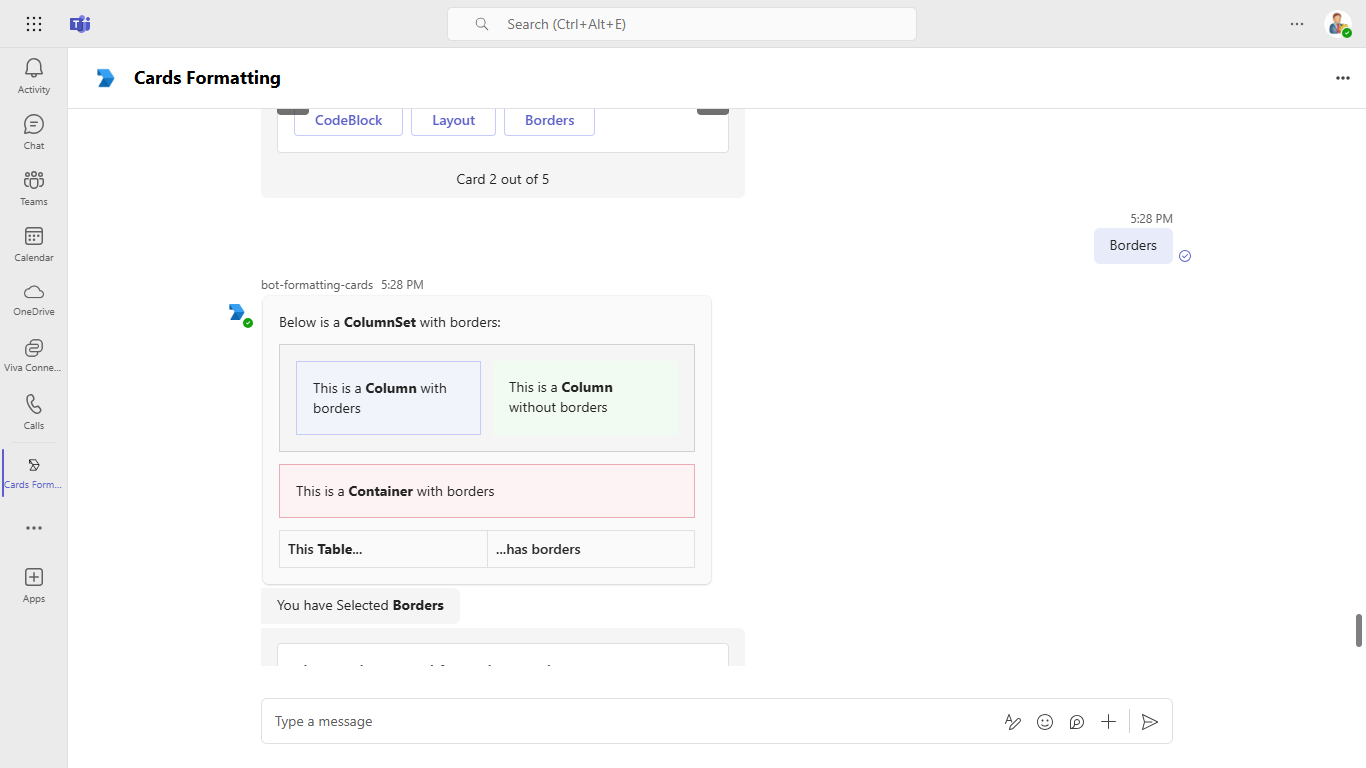 Search (Ctrl+Alt+E)
Activity
Chat
Teams
Calendar
OneDrive
Viva Conne...
Calls
Cards Form...
Apps
Cards Formatting
CodeBlock
Layout
Borders
Card 2 out of 5
5:28 PM
Borders
bot-formatting-cards 5:28 PM
Below is a ColumnSet with borders:
This is a Column with
borders
This is a Column
without borders
This is a Container with borders
This Table...
...has borders
You have Selected Borders
Type a message